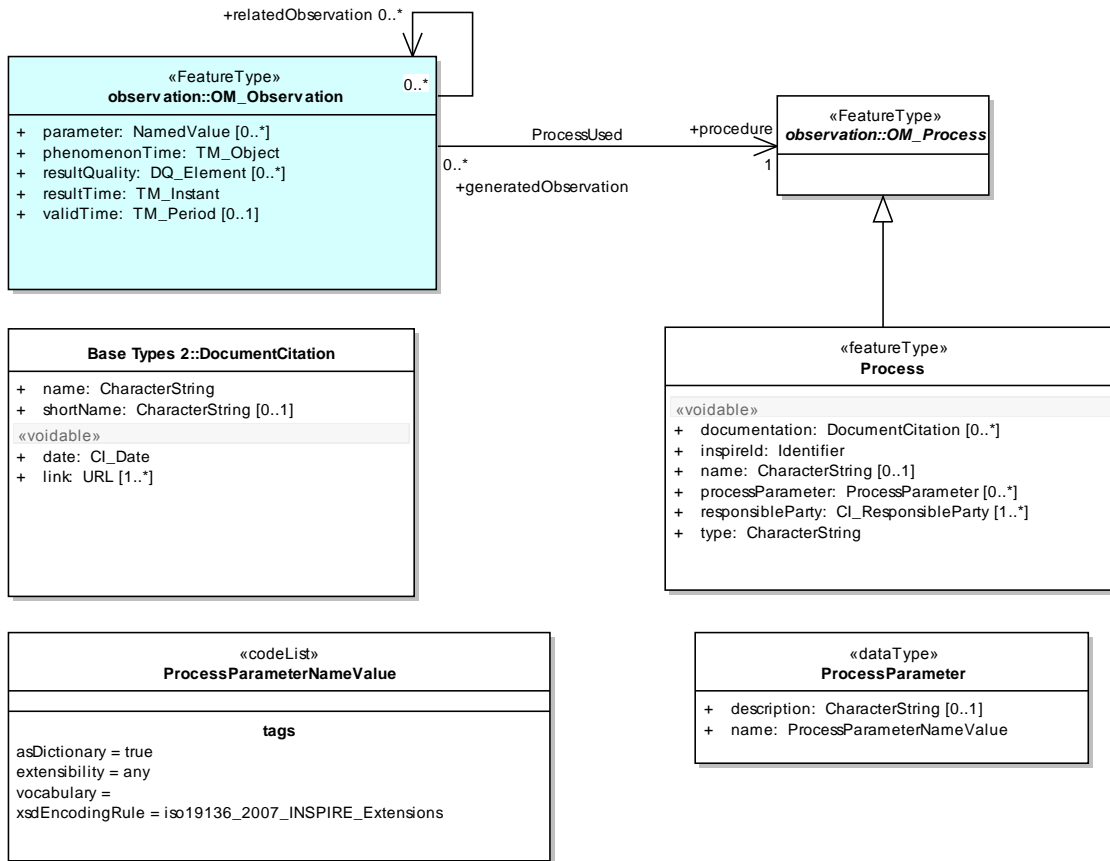 +relatedObservation 0..*
«FeatureType»
observation::OM_Observation
0..*
+ parameter: NamedValue [0..*]
+ phenomenonTime: TM_Object
+ resultQuality: DQ_Element [0..*]
+ resultTime: TM_Instant
+ validTime: TM_Period [0..1]
ProcessUsed
+procedure
0..*
+generatedObservation
1
«FeatureType»
observation::OM_Process
Base Types 2::DocumentCitation
+ name: CharacterString
+ shortName: CharacterString [0..1]
«voidable»
+ date: CI_Date
+ link: URL [1..*]
«featureType»
Process
«voidable»
+ documentation: DocumentCitation [0..*]
+ inspireId: Identifier
+ name: CharacterString [0..1]
+ processParameter: ProcessParameter [0..*]
+ responsibleParty: CI_ResponsibleParty [1..*]
+ type: CharacterString
«codeList»
ProcessParameterNameValue
tags
asDictionary = true
extensibility = any
vocabulary =
xsdEncodingRule = iso19136_2007_INSPIRE_Extensions
«dataType»
ProcessParameter
+ description: CharacterString [0..1]
+ name: ProcessParameterNameValue